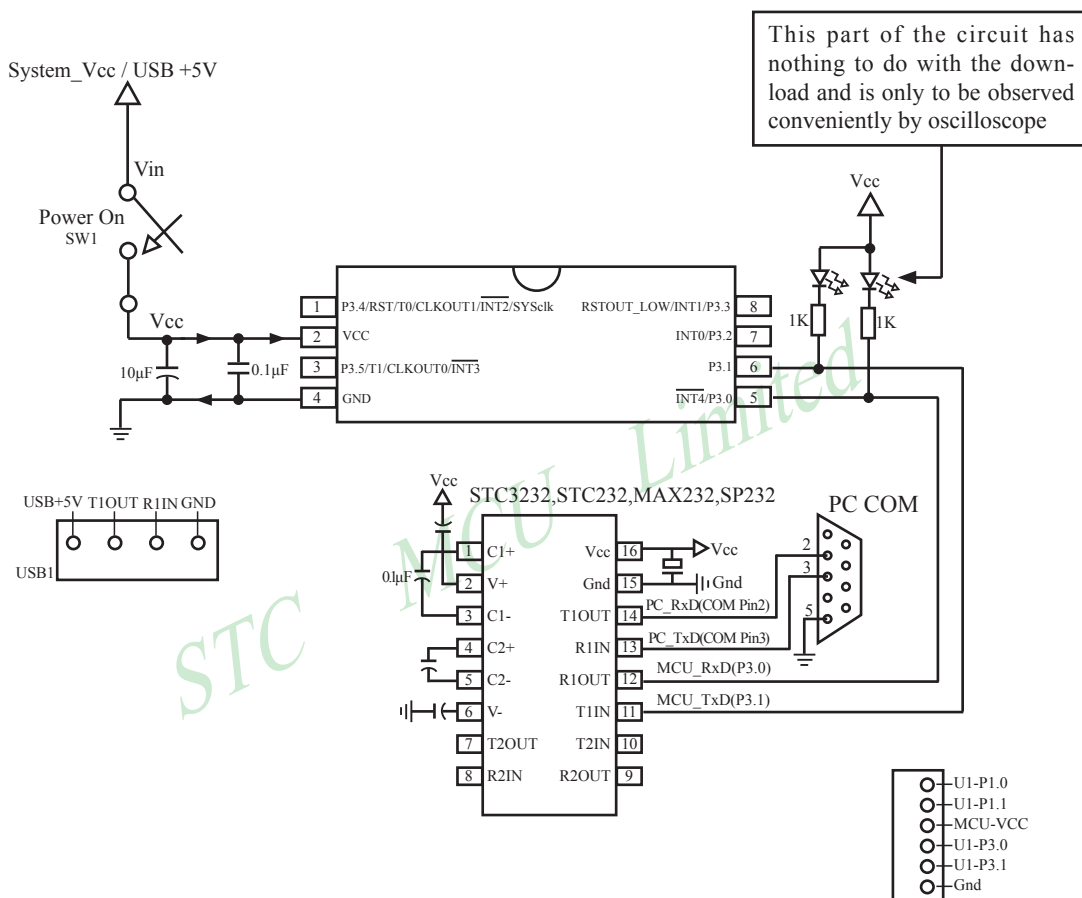 This part of the circuit has
nothing to do with the down-
load and is only to be observed
conveniently by oscilloscope
System_Vcc / USB +5V
Vin
Power On
SW1
Vcc
10µF
0.1µF
Vcc
1K
1K
1 P3.4/RST/T0/CLKOUT1/INT2/SYSclk
2 VCC
3 P3.5/T1/CLKOUT0/INT3
4 GND
RSTOUT_LOW/INT1/P3.3 8
INT0/P3.2 7
P3.1 6
INT4/P3.0 5
STC MCU Limited
USB+5V T1OUT R1IN GND
USB1
Vcc
0.1µF
STC3232,STC232,MAX232,SP232
1 C1+
2 V+
3 C1-
4 C2+
5 C2-
6 V-
7 T2OUT
8 R2IN
Vcc 16
Gnd 15
T1OUT 14
R1IN 13
R1OUT 12
T1IN 11
T2IN 10
R2OUT 9
Vcc
Gnd
PC_RxD(COM Pin2)
PC_TxD(COM Pin3)
MCU_RxD(P3.0)
MCU_TxD(P3.1)
PC COM
2
3
5
U1-P1.0
U1-P1.1
MCU-VCC
U1-P3.0
U1-P3.1
Gnd